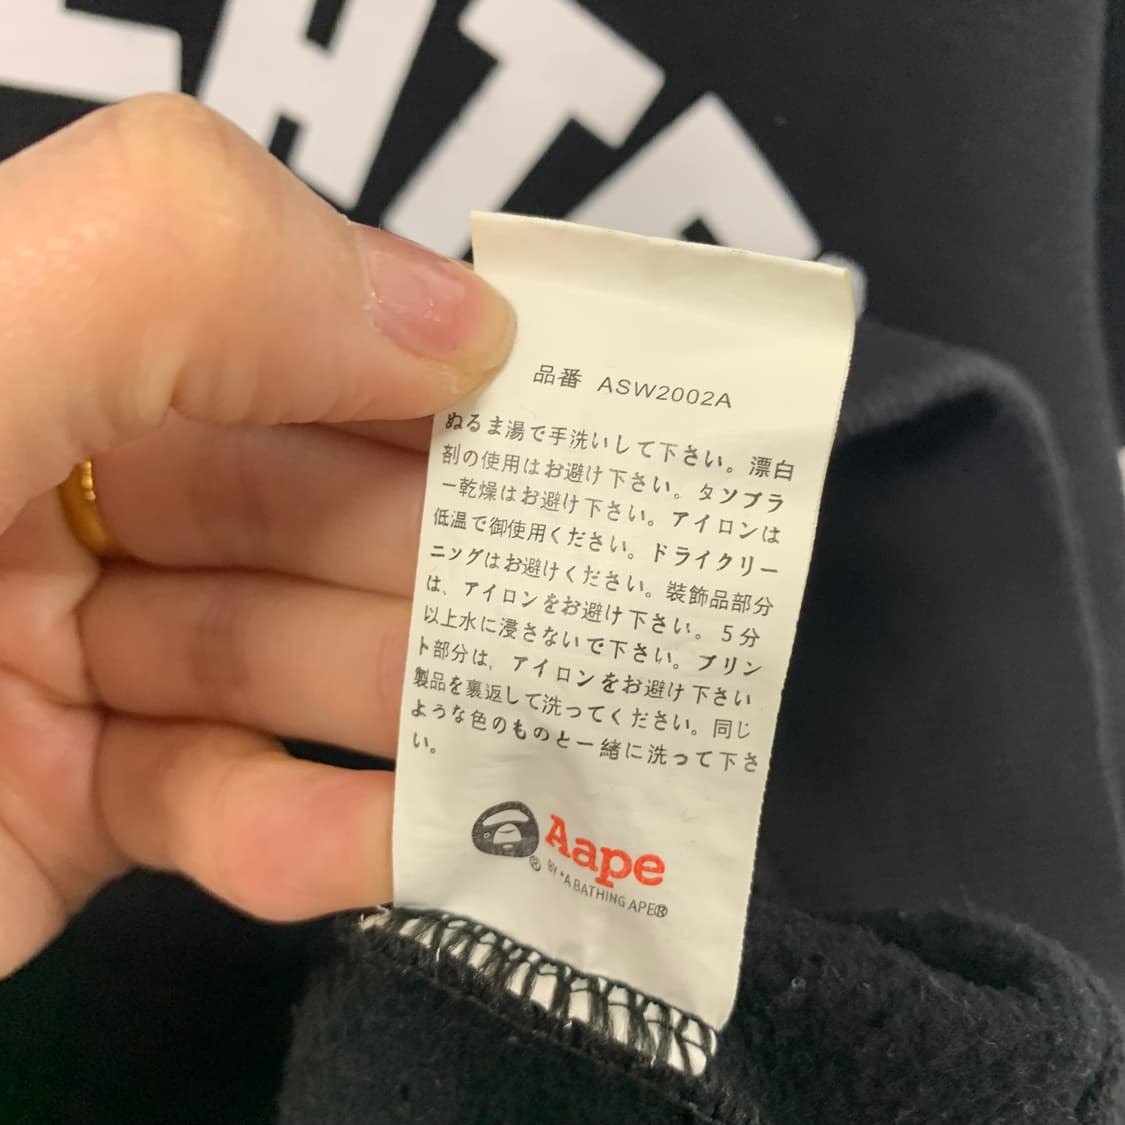 品番 ASW2002A
ぬるま湯で手洗いして下さい。漂白
剤の使用はお避け下さい。タソブラ
ー乾燥はお避け下さい。アイロンは
低温で御使用ください。ドライクリー
ニソグはお避けください。裝飾品部分
は、アイロンをお避け下さい。5分
以上水に浸さないで下さい。プリン
ト部分は、アイロンをお避け下さい
製品を裏返して洗ってください。同じ
ような色のものと一緒に洗って下さ
い。
Aape
BY *A BATHING APE®